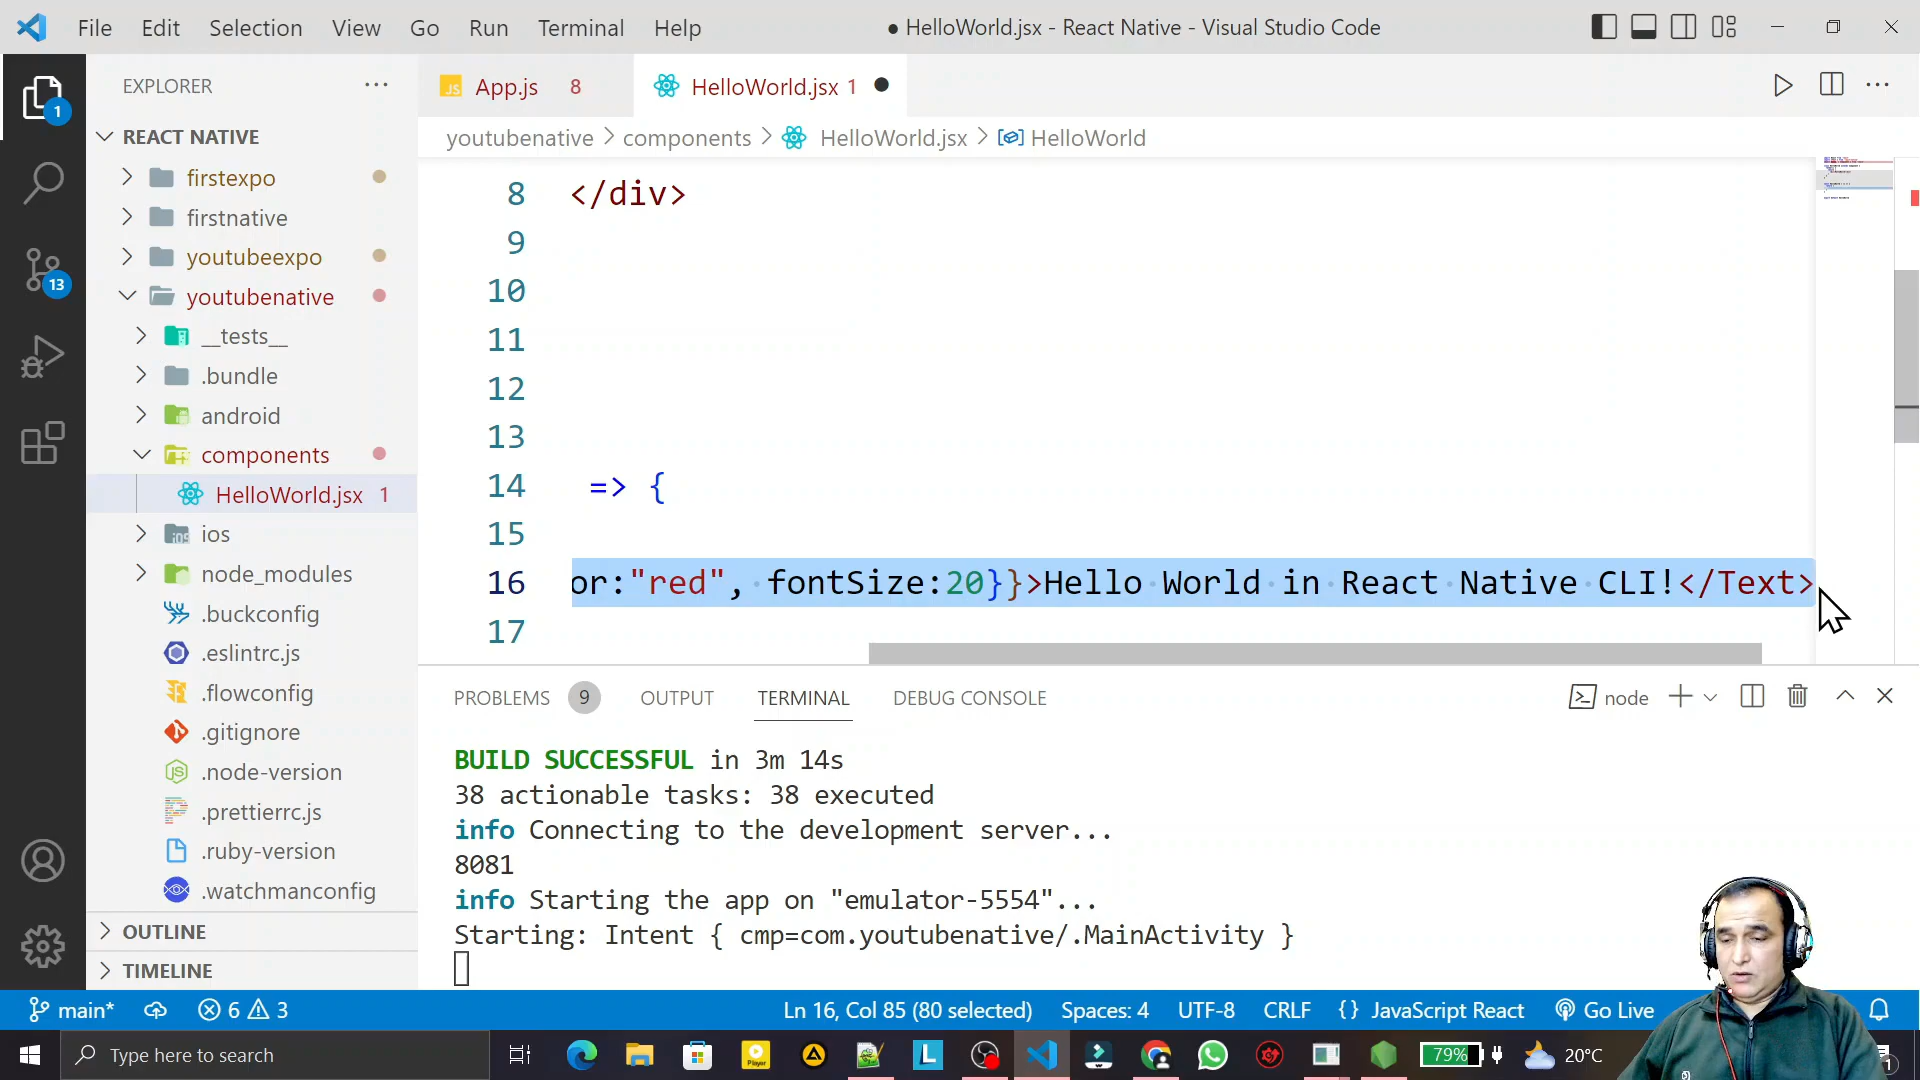 File Edit Selection View Go Run Terminal Help
● HelloWorld.jsx - React Native - Visual Studio Code
EXPLORER
JS App.js 8
HelloWorld.jsx 1
youtubenative > components > HelloWorld.jsx > HelloWorld
1
13
REACT NATIVE
firstexpo
firstnative
youtubeexpo
youtubenative
__tests__
.bundle
android
components
HelloWorld.jsx 1
ios
node_modules
.buckconfig
.eslintrc.js
.flowconfig
.gitignore
.node-version
.prettierrc.js
.ruby-version
.watchmanconfig
OUTLINE
TIMELINE
8 </div>
9
10
11
12
13
14 => {
15
16 or:"red", fontSize:20}}>Hello World in React Native CLI!</Text>
17
PROBLEMS 9 OUTPUT TERMINAL DEBUG CONSOLE
node
BUILD SUCCESSFUL in 3m 14s
38 actionable tasks: 38 executed
info Connecting to the development server...
8081
info Starting the app on "emulator-5554"...
Starting: Intent { cmp=com.youtubenative/.MainActivity }
main* 6 3
Ln 16, Col 85 (80 selected) Spaces: 4 UTF-8 CRLF {} JavaScript React Go Live
Type here to search
Player
L
79%
20°C
1